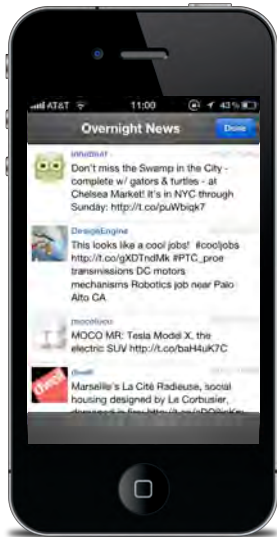 AT&T 11:00 43%
Overnight News Done
inhabitat
Don't miss the Swamp in the City -
complete w/ gators & turtles - at
Chelsea Market! It's in NYC through
Sunday: http://t.co/puWbiqk7
DesignEngine
This looks like a cool jobs! #cooljobs
http://t.co/gXDTndMk #PTC_proe
transmissions DC motors
mechanisms Robotics job near Palo
Alto CA
mocoloco
MOCO MR: Tesla Model X, the
electric SUV http://t.co/baH4uK7C
dwell
Marseille's La Cité Radieuse, social
housing designed by Le Corbusier,